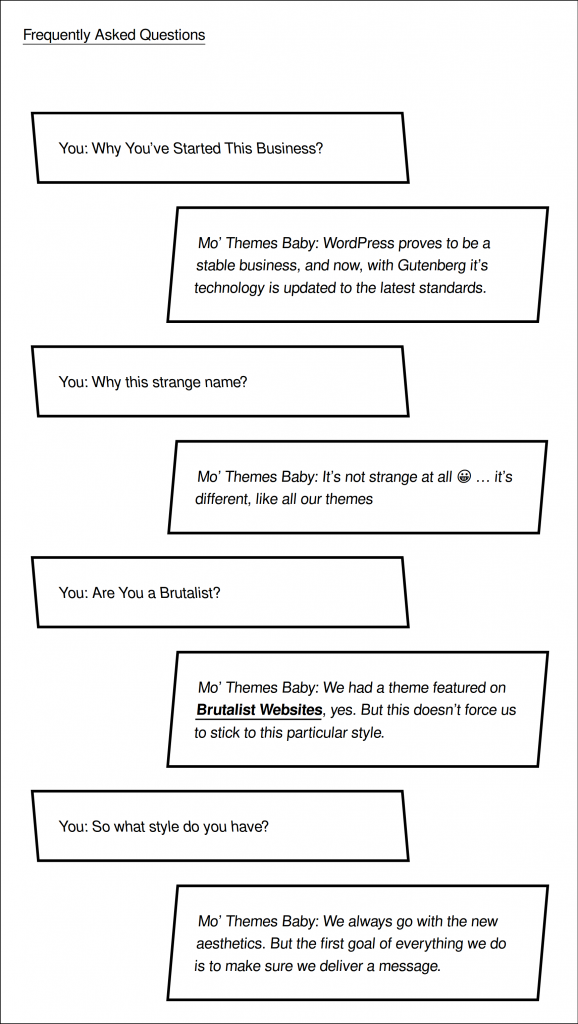 Frequently Asked Questions
You: Why You’ve Started This Business?
Mo’ Themes Baby: WordPress proves to be a
stable business, and now, with Gutenberg it’s
technology is updated to the latest standards.
You: Why this strange name?
Mo’ Themes Baby: It’s not strange at all 😀 … it’s
different, like all our themes
You: Are You a Brutalist?
Mo’ Themes Baby: We had a theme featured on
Brutalist Websites, yes. But this doesn’t force us
to stick to this particular style.
You: So what style do you have?
Mo’ Themes Baby: We always go with the new
aesthetics. But the first goal of everything we do
is to make sure we deliver a message.